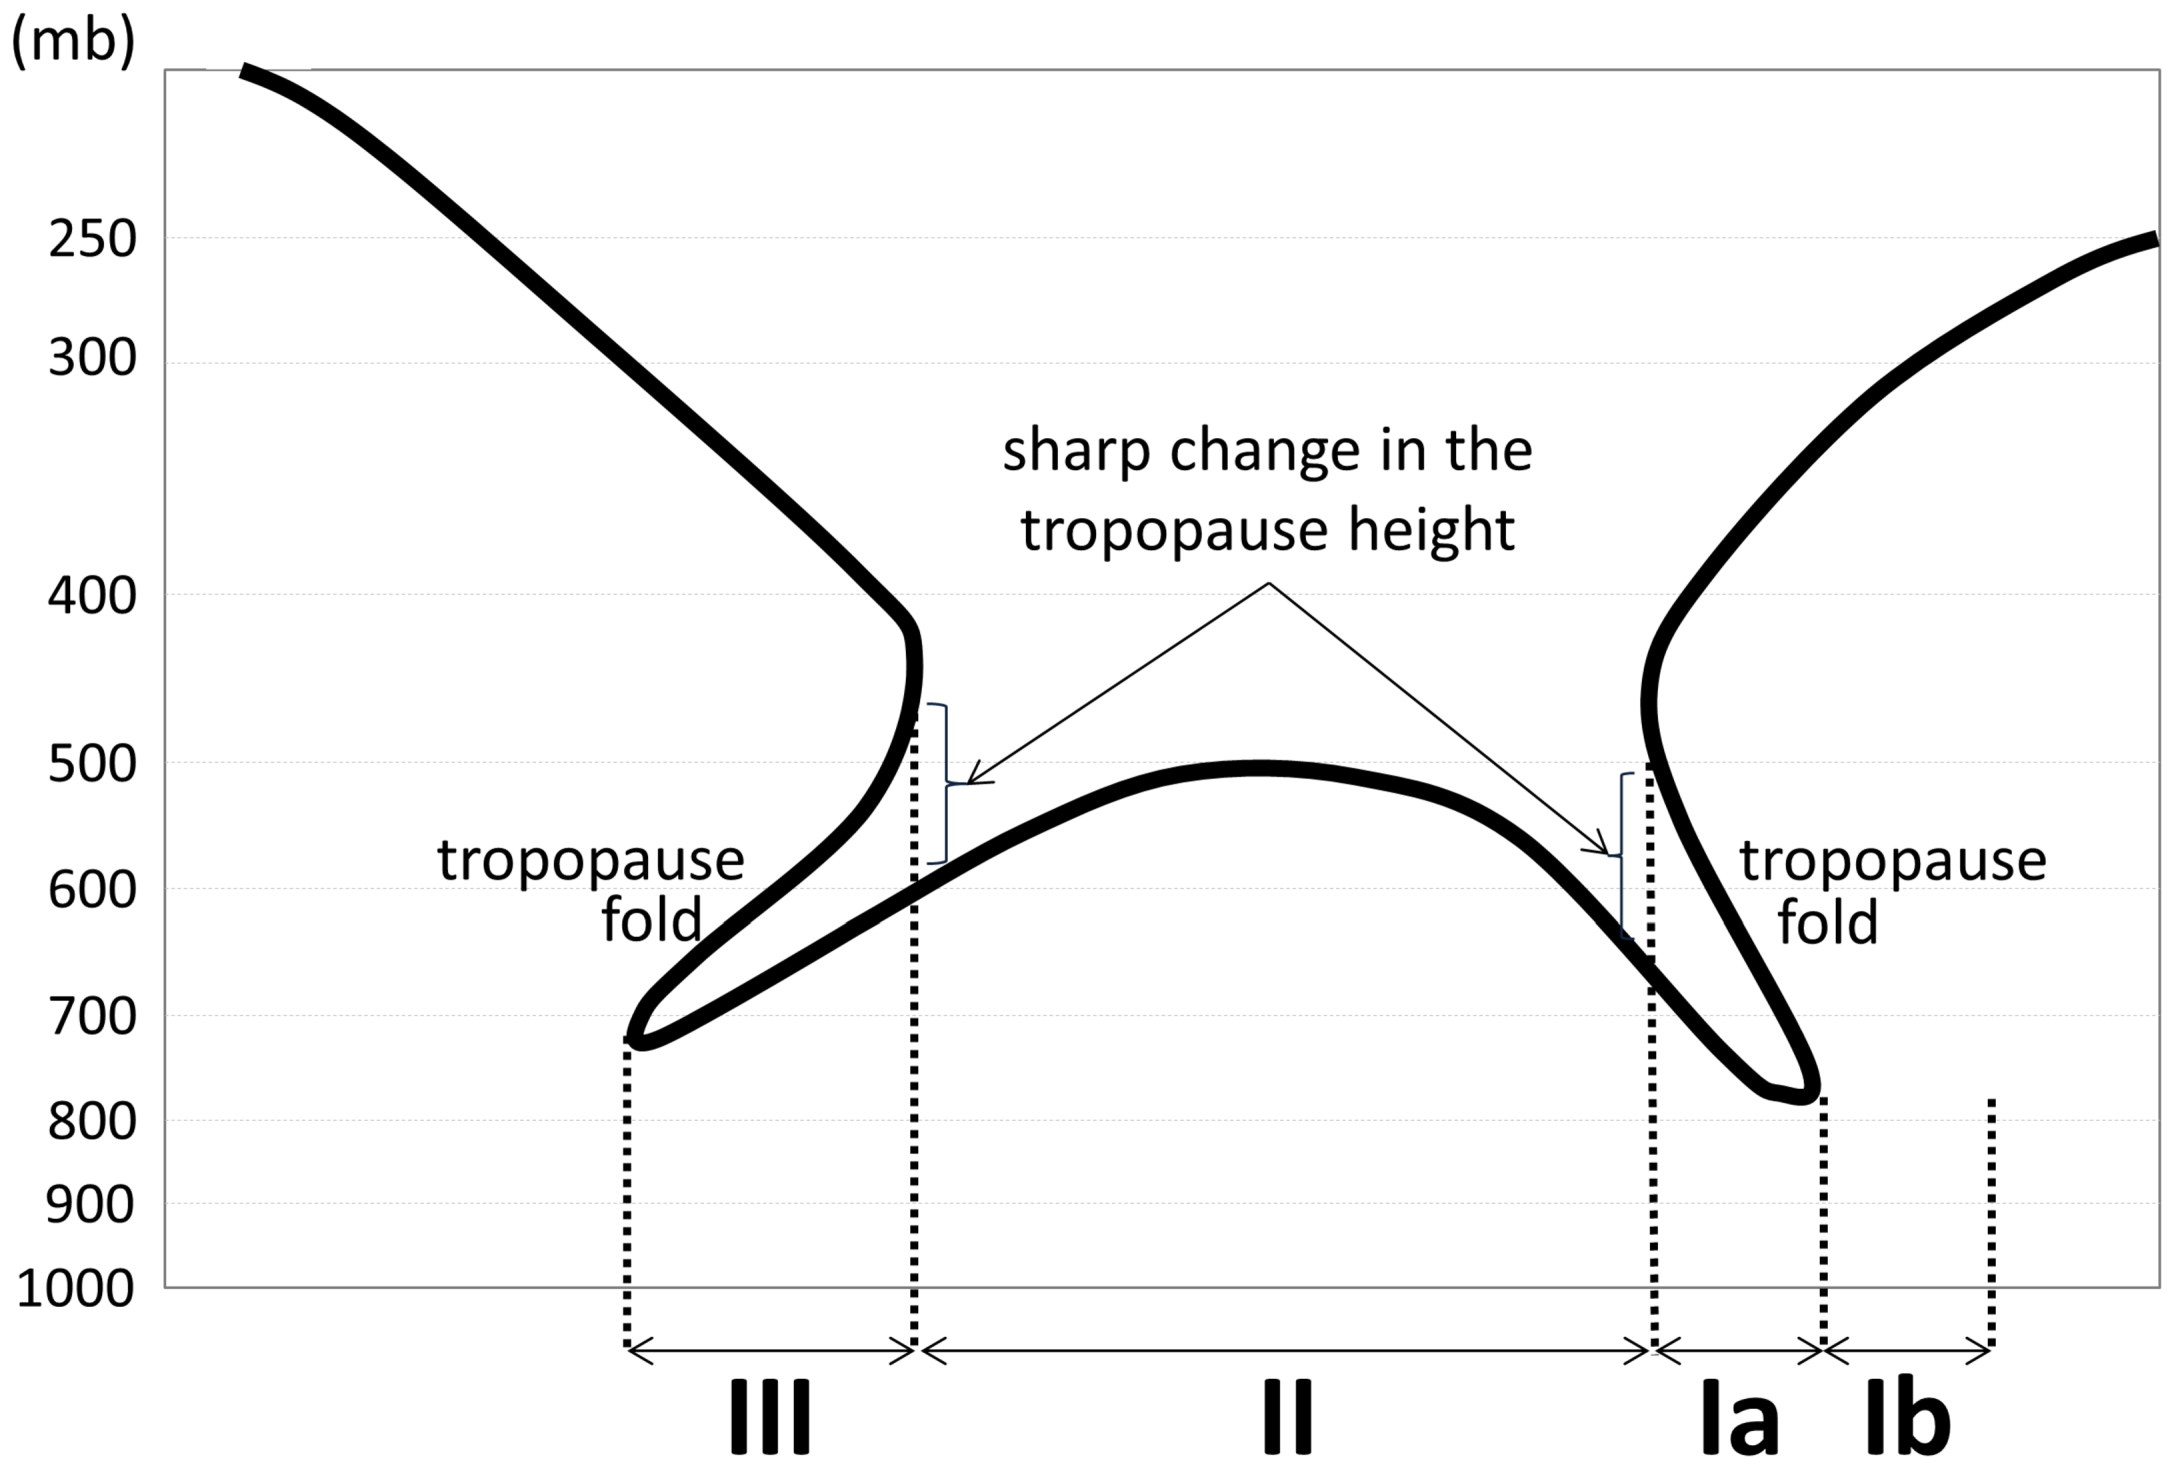 (mb)
250
300
sharp change in the
tropopause height
400
500
tropopause
fold
tropopause
fold
600
700
800
900
1000
III
II
Ia
Ib